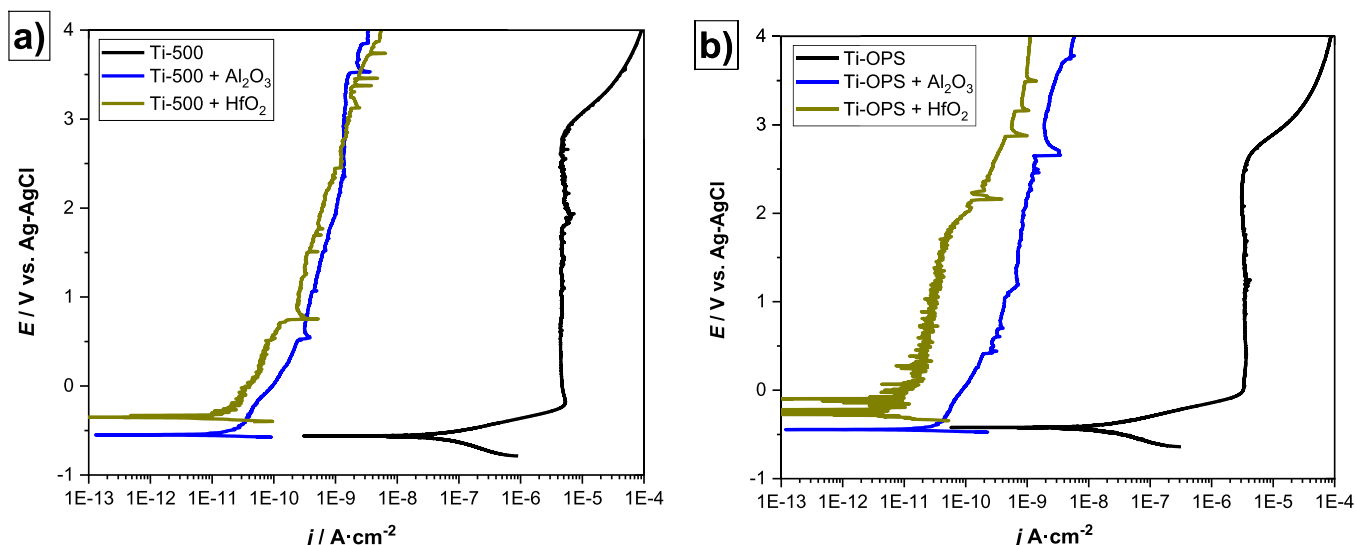 a)
Ti-500
Ti-500 + Al₂O₃
Ti-500 + HfO₂
E / V vs. Ag-AgCl
4
3
2
1
0
-1
1E-13 1E-12 1E-11 1E-10 1E-9 1E-8 1E-7 1E-6 1E-5 1E-4
j / A·cm⁻²
b)
Ti-OPS
Ti-OPS + Al₂O₃
Ti-OPS + HfO₂
E / V vs. Ag-AgCl
4
3
2
1
0
-1
1E-13 1E-12 1E-11 1E-10 1E-9 1E-8 1E-7 1E-6 1E-5 1E-4
j A·cm⁻²